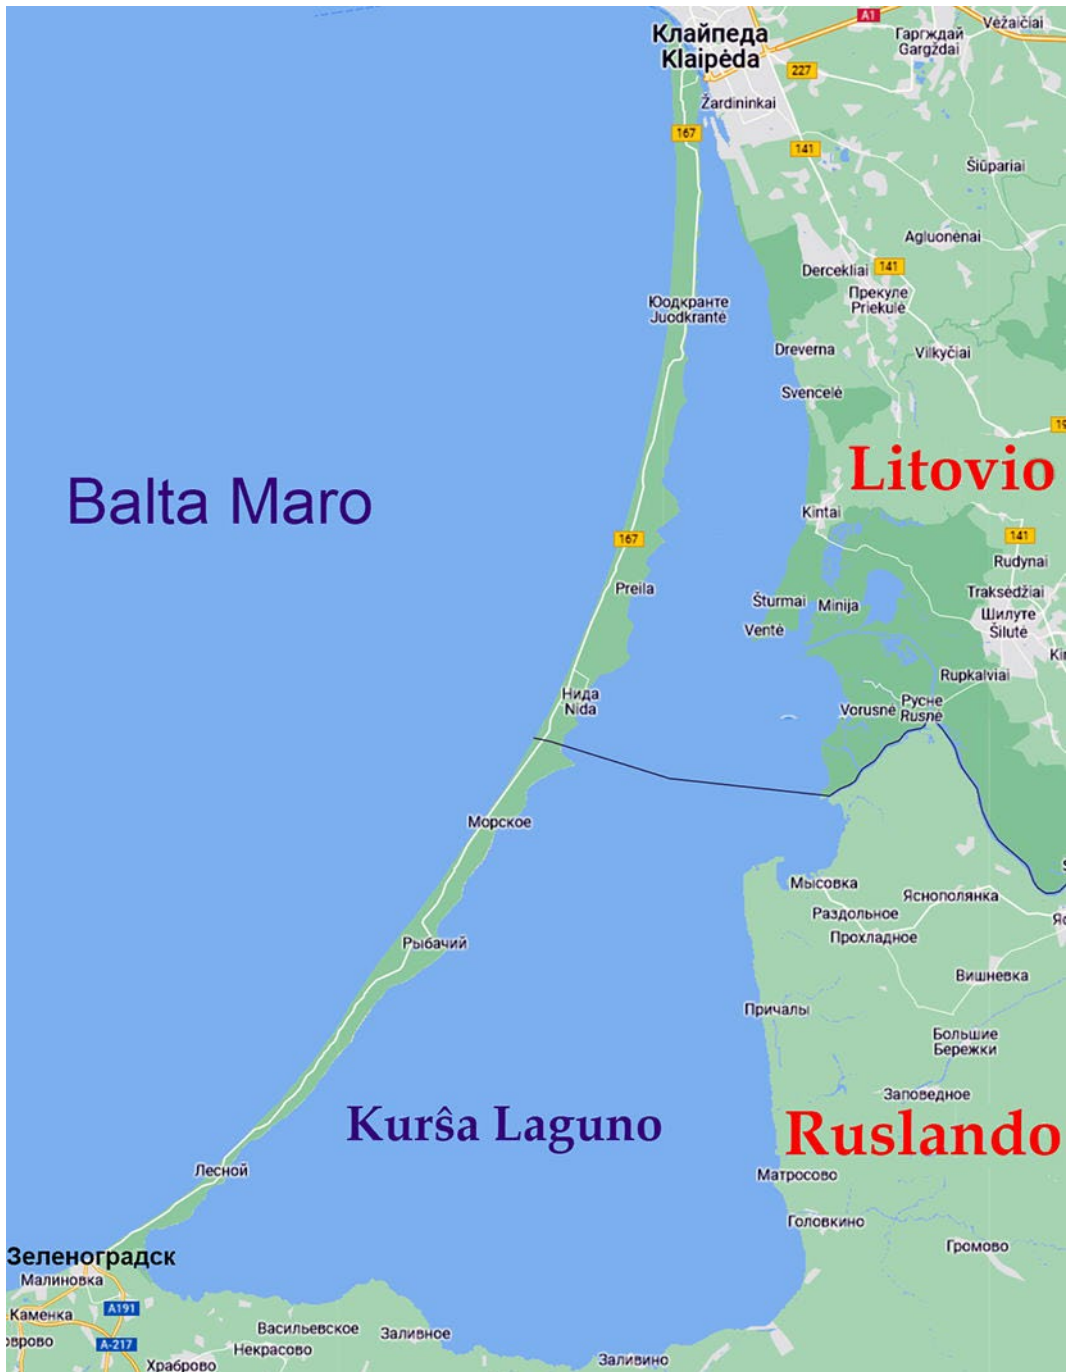 A1
Vėžaičiai
Клайпеда
Klaipėda
Гаргждай
Gargždai
227
Žardininkai
167
141
Šiūpariai
Agluonėnai
Dercekliai
141
Прекуле
Priekulė
Юодкранте
Juodkrantė
Dreverna
Vilkyčiai
Svencelė
Litovio
Balta Maro
Kintai
167
141
Rudynai
Preila
Šturmai
Minija
Traksėdžiai
Шилуте
Šilutė
Ventė
Rupkalviai
Нида
Nida
Vorusnė
Русне
Rusnė
Морское
Мысовка
Яснополянка
Раздольное
Прохладное
Рыбачий
Вишневка
Причалы
Большие
Бережки
Заповедное
Kurŝa Laguno
Ruslando
Лесной
Матросово
Головкино
Громово
Зеленоградск
Малиновка
A191
Каменка
A-217
Васильевское
Заливное
Некрасово
Храброво
Заливино